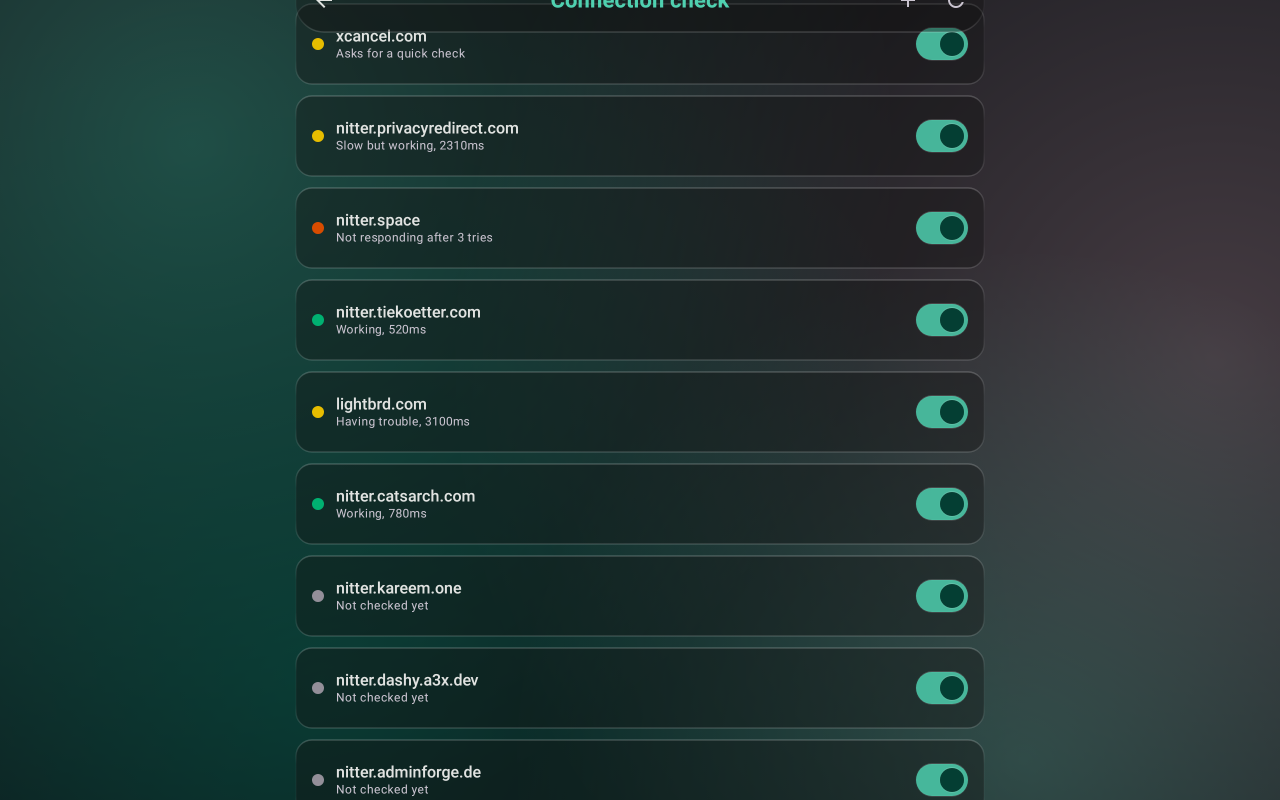 Connection check
xcancel.com
Asks for a quick check
nitter.privacyredirect.com
Slow but working, 2310ms
nitter.space
Not responding after 3 tries
nitter.tiekoetter.com
Working, 520ms
lightbrd.com
Having trouble, 3100ms
nitter.catsarch.com
Working, 780ms
nitter.kareem.one
Not checked yet
nitter.dashy.a3x.dev
Not checked yet
nitter.adminforge.de
Not checked yet